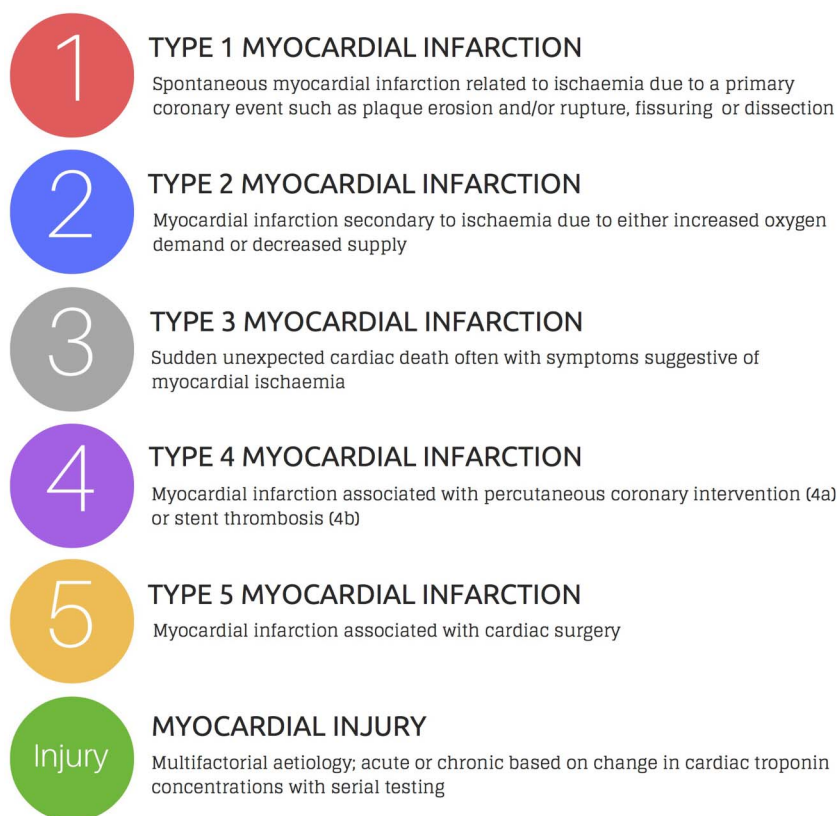 1
TYPE 1 MYOCARDIAL INFARCTION
Spontaneous myocardial infarction related to ischaemia due to a primary
coronary event such as plaque erosion and/or rupture, fissuring or dissection
2
TYPE 2 MYOCARDIAL INFARCTION
Myocardial infarction secondary to ischaemia due to either increased oxygen
demand or decreased supply
3
TYPE 3 MYOCARDIAL INFARCTION
Sudden unexpected cardiac death often with symptoms suggestive of
myocardial ischaemia
4
TYPE 4 MYOCARDIAL INFARCTION
Myocardial infarction associated with percutaneous coronary intervention (4a)
or stent thrombosis (4b)
5
TYPE 5 MYOCARDIAL INFARCTION
Myocardial infarction associated with cardiac surgery
Injury
MYOCARDIAL INJURY
Multifactorial aetiology; acute or chronic based on change in cardiac troponin
concentrations with serial testing